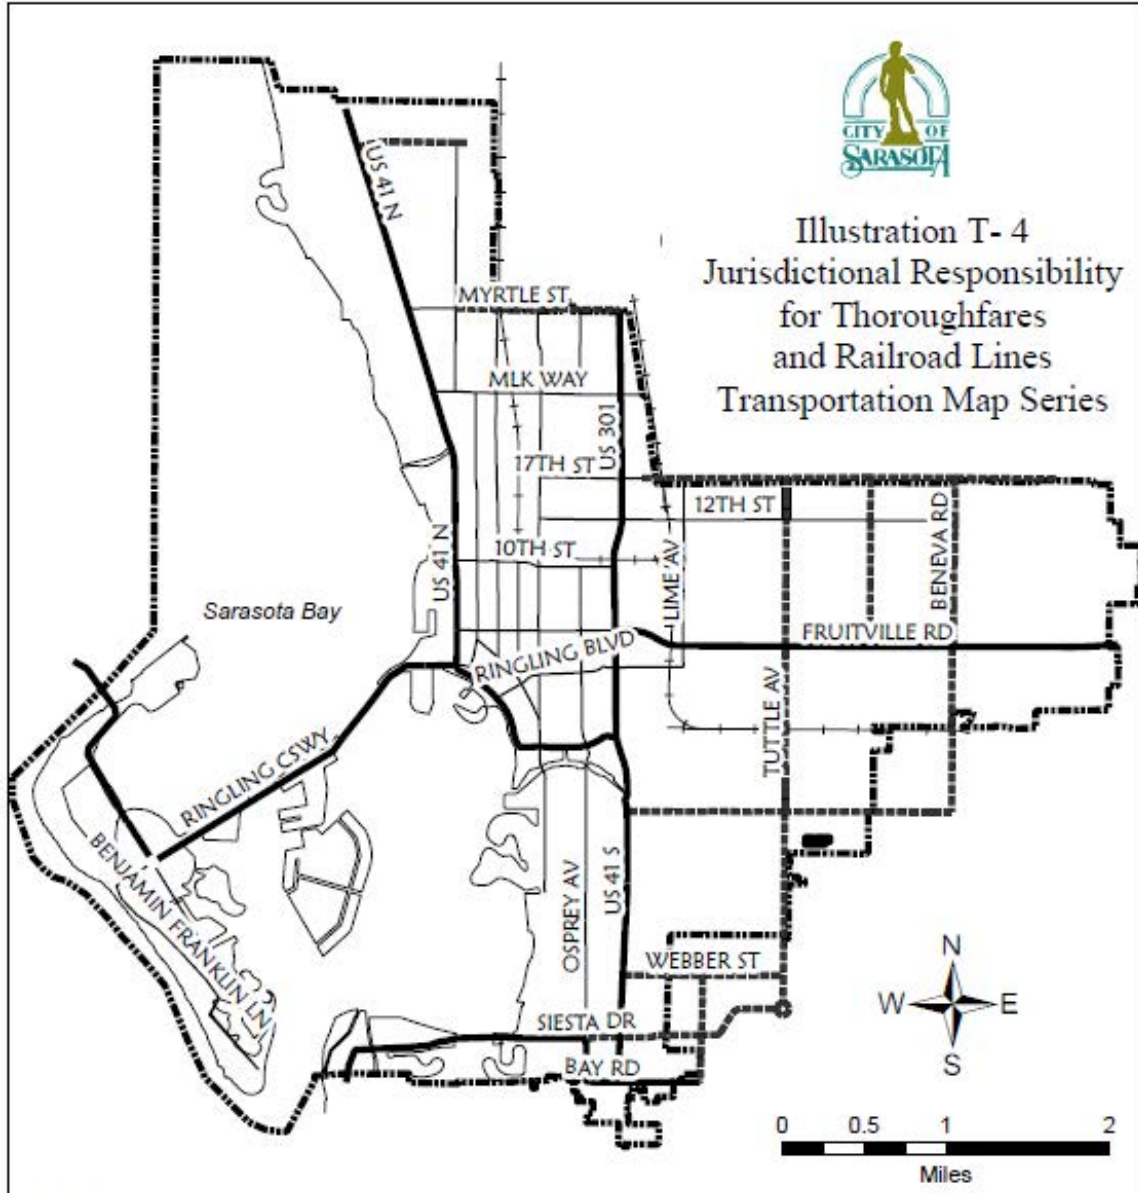 CITY OF
SARASOTA
Illustration T- 4
Jurisdictional Responsibility
for Thoroughfares
and Railroad Lines
Transportation Map Series
US 41 N
MYRTLE ST
MLK WAY
US 301
17TH ST
12TH ST
BENEVA RD
10TH ST
US 41 N
LIME AV
Sarasota Bay
FRUITVILLE RD
RINGLING BLVD
TUTTLE AV
RINGLING CSWY
BENJAMIN FRANKLIN LN
OSPREY AV
US 41 S
WEBBER ST
SIESTA DR
BAY RD
N
W E
S
0 0.5 1 2
Miles